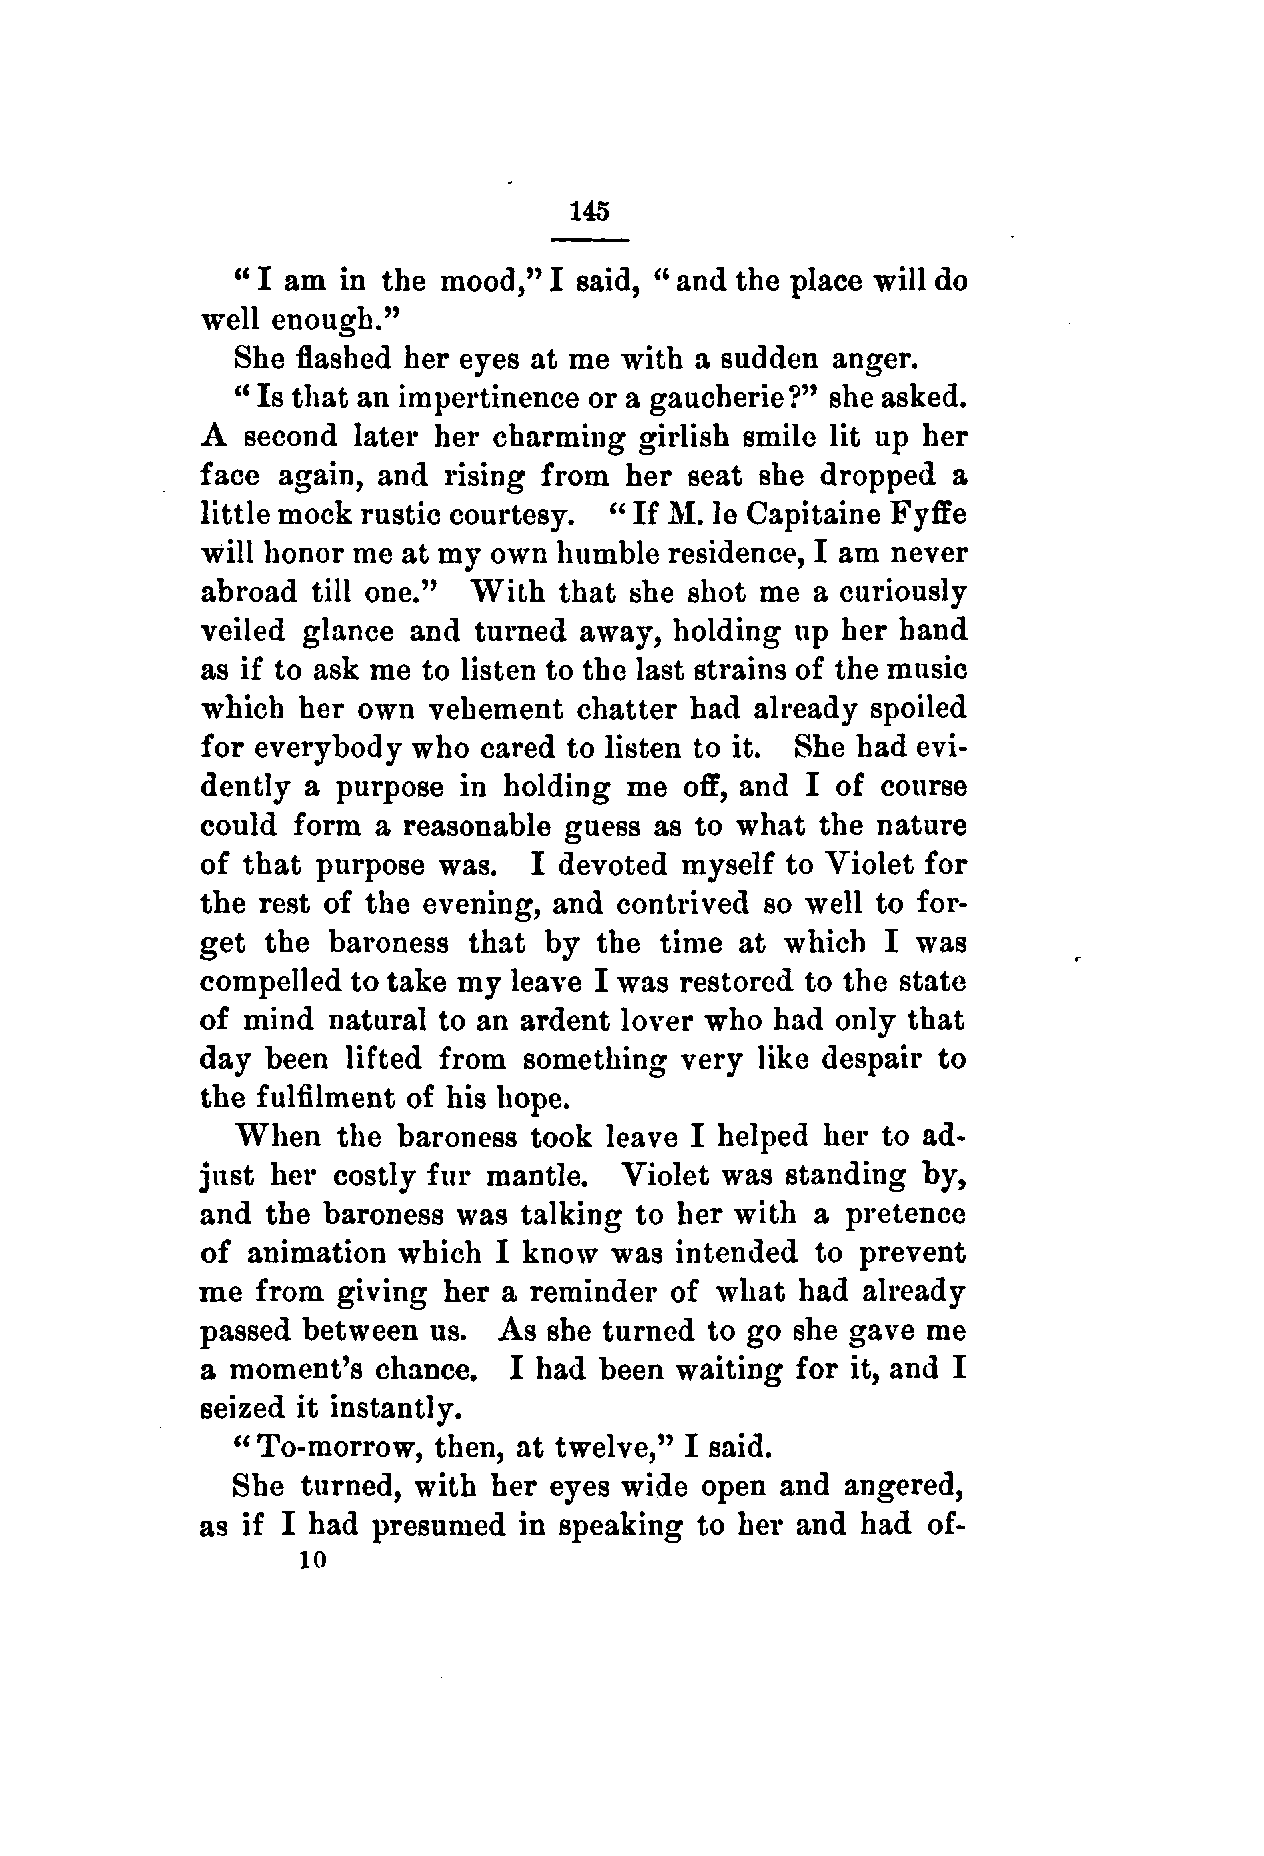 145
“I am in the mood,” I said, “and the place will do
well enough.”
She flashed her eyes at me with a sudden anger.
“Is that an impertinence or a gaucherie?” she asked.
A second later her charming girlish smile lit up her
face again, and rising from her seat she dropped a
little mock rustic courtesy. “If M. le Capitaine Fyffe
will honor me at my own humble residence, I am never
abroad till one.” With that she shot me a curiously
veiled glance and turned away, holding up her hand
as if to ask me to listen to the last strains of the music
which her own vehement chatter had already spoiled
for everybody who cared to listen to it. She had evi-
dently a purpose in holding me off, and I of course
could form a reasonable guess as to what the nature
of that purpose was. I devoted myself to Violet for
the rest of the evening, and contrived so well to for-
get the baroness that by the time at which I was
compelled to take my leave I was restored to the state
of mind natural to an ardent lover who had only that
day been lifted from something very like despair to
the fulfilment of his hope.
When the baroness took leave I helped her to ad-
just her costly fur mantle. Violet was standing by,
and the baroness was talking to her with a pretence
of animation which I know was intended to prevent
me from giving her a reminder of what had already
passed between us. As she turned to go she gave me
a moment’s chance. I had been waiting for it, and I
seized it instantly.
“To-morrow, then, at twelve,” I said.
She turned, with her eyes wide open and angered,
as if I had presumed in speaking to her and had of-
10